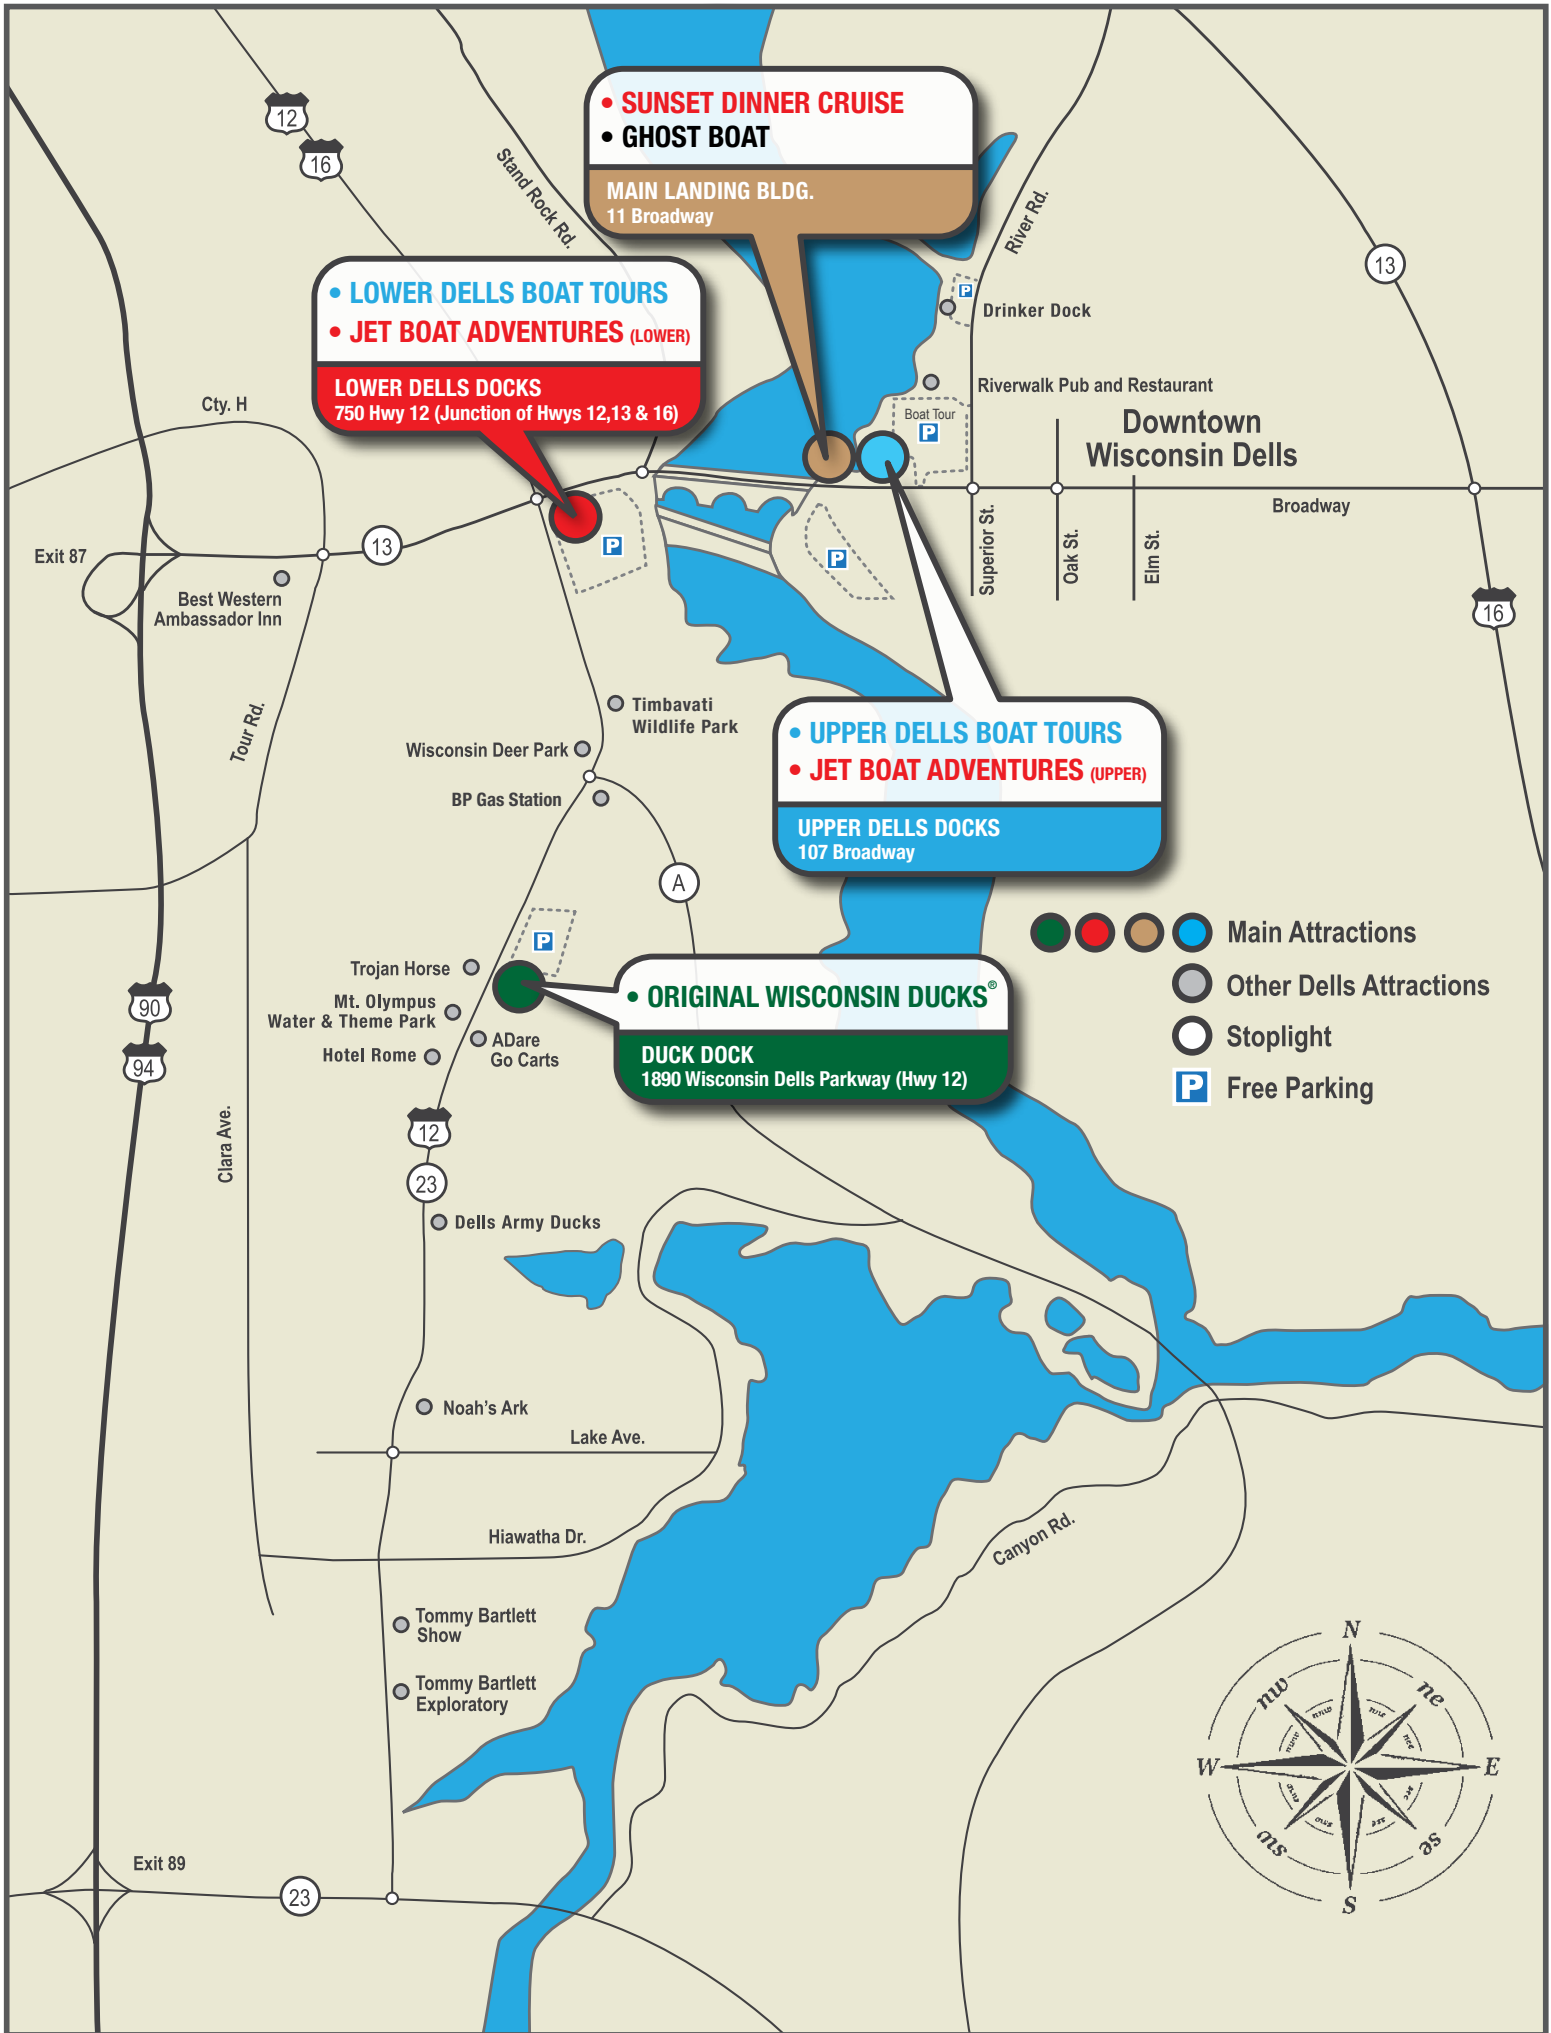 12
16
Stand Rock Rd.
• SUNSET DINNER CRUISE
• GHOST BOAT
MAIN LANDING BLDG.
11 Broadway
River Rd.
13
• LOWER DELLS BOAT TOURS
• JET BOAT ADVENTURES (LOWER)
LOWER DELLS DOCKS
750 Hwy 12 (Junction of Hwys 12,13 & 16)
P
Drinker Dock
Riverwalk Pub and Restaurant
Boat Tour
P
Downtown
Wisconsin Dells
Cty. H
Broadway
Superior St.
Oak St.
Elm St.
Exit 87
13
P
P
Best Western
Ambassador Inn
16
Tour Rd.
Timbavati
Wildlife Park
Wisconsin Deer Park
BP Gas Station
• UPPER DELLS BOAT TOURS
• JET BOAT ADVENTURES (UPPER)
UPPER DELLS DOCKS
107 Broadway
A
P
Main Attractions
Other Dells Attractions
Stoplight
P Free Parking
Trojan Horse
Mt. Olympus
Water & Theme Park
Hotel Rome
ADare
Go Carts
• ORIGINAL WISCONSIN DUCKS®
DUCK DOCK
1890 Wisconsin Dells Parkway (Hwy 12)
90
94
Clara Ave.
12
23
Dells Army Ducks
Noah's Ark
Lake Ave.
Hiawatha Dr.
Canyon Rd.
Tommy Bartlett
Show
Tommy Bartlett
Exploratory
Exit 89
23
N
nw
ne
W
E
sw
se
S